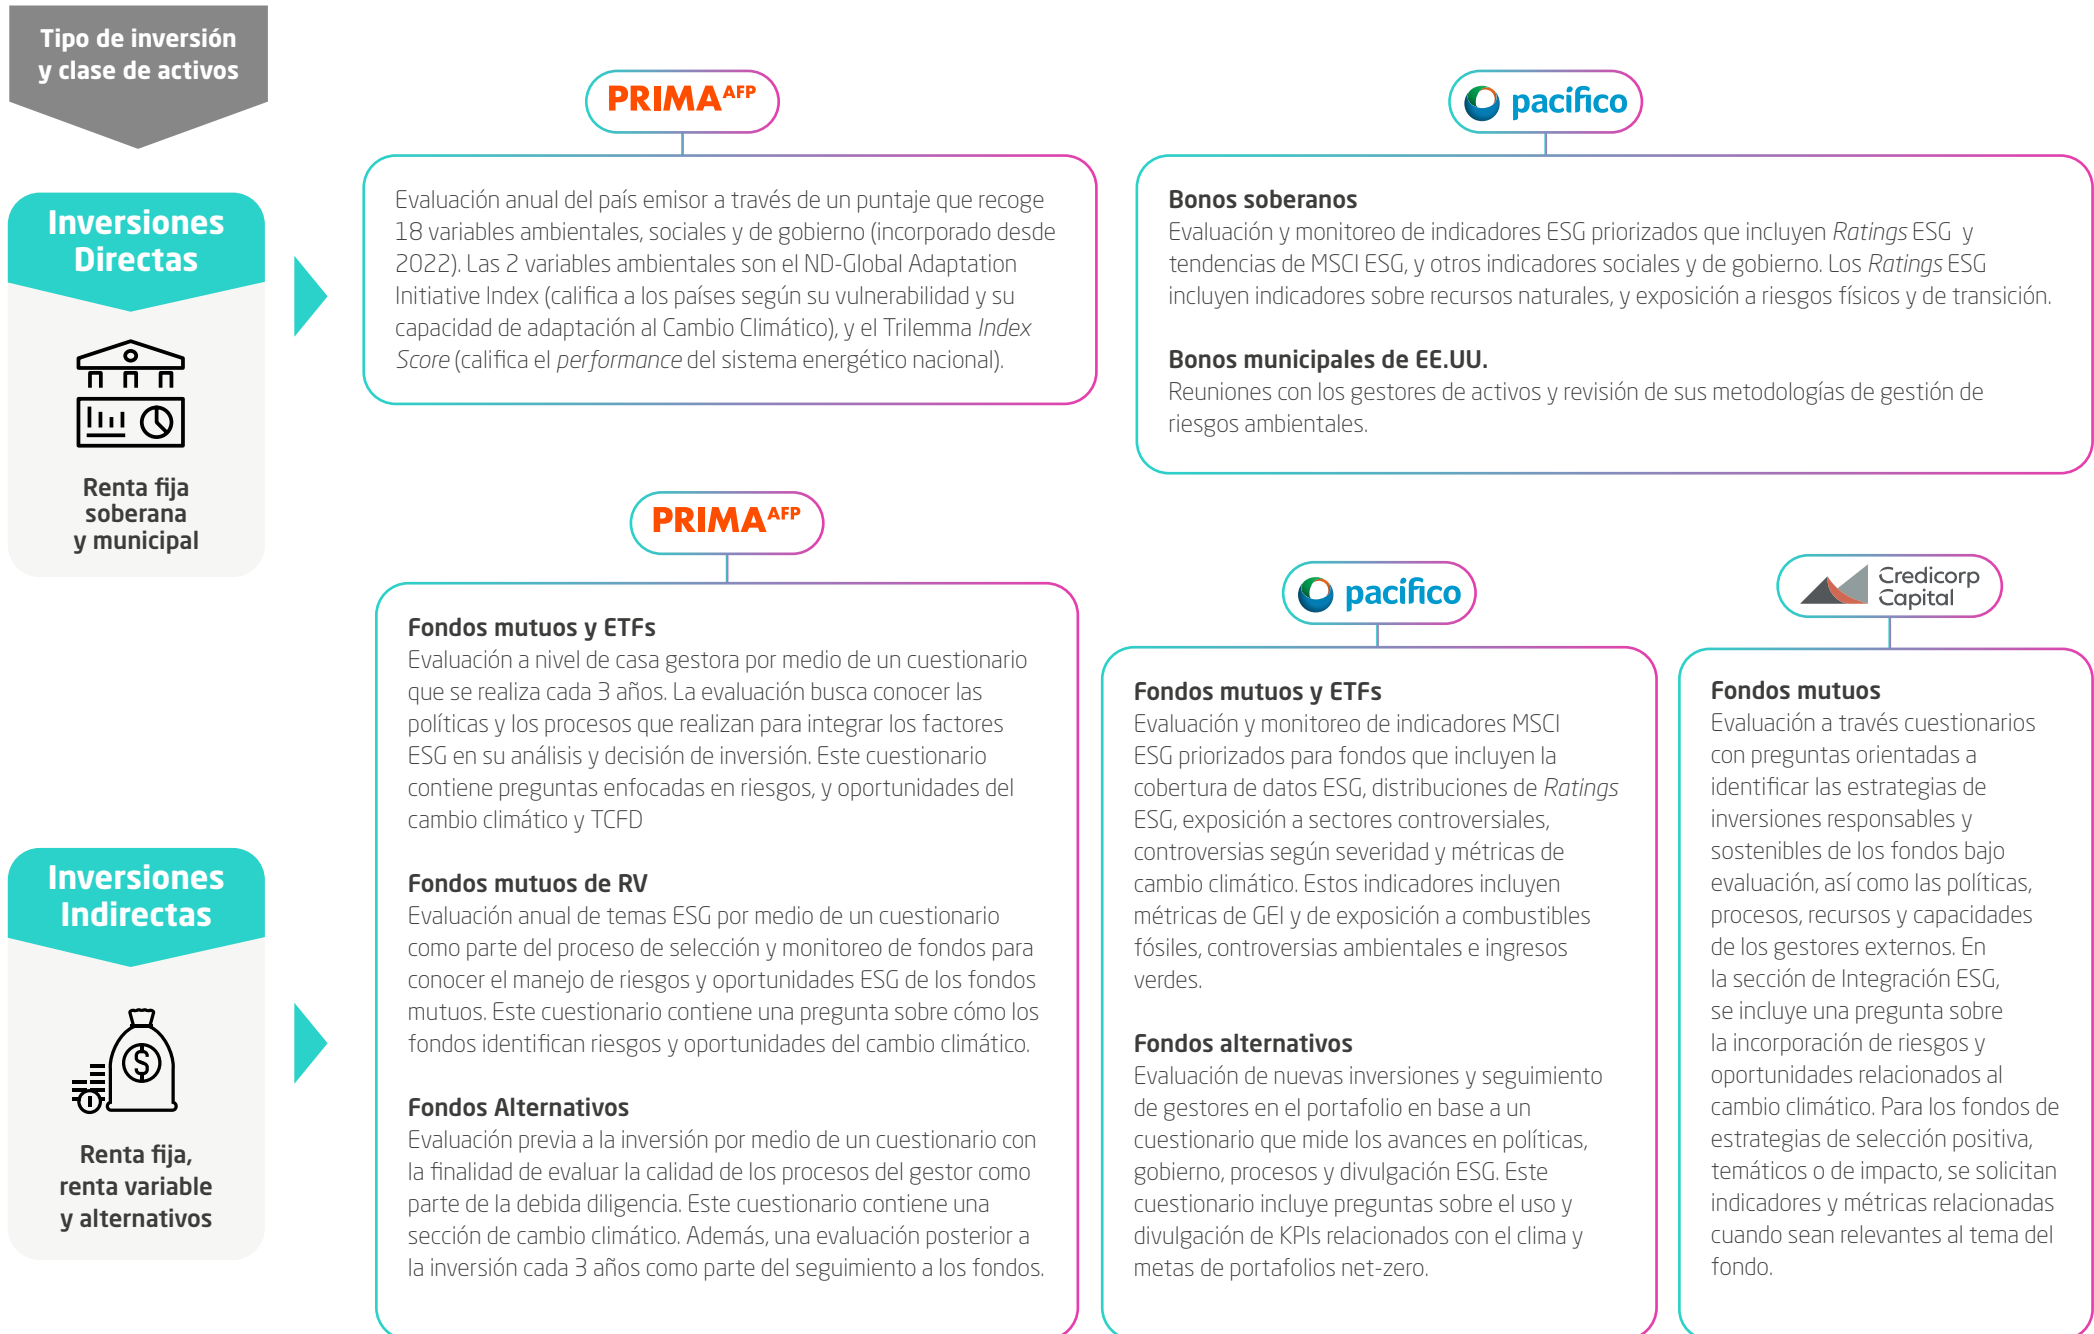 Tipo de inversión
y clase de activos
PRIMA AFP
pacifico
Inversiones
Directas
Renta fija
soberana
y municipal
Evaluación anual del país emisor a través de un puntaje que recoge
18 variables ambientales, sociales y de gobierno (incorporado desde
2022). Las 2 variables ambientales son el ND-Global Adaptation
Initiative Index (califica a los países según su vulnerabilidad y su
capacidad de adaptación al Cambio Climático), y el Trilemma Index
Score (califica el performance del sistema energético nacional).
Bonos soberanos
Evaluación y monitoreo de indicadores ESG priorizados que incluyen Ratings ESG y
tendencias de MSCI ESG, y otros indicadores sociales y de gobierno. Los Ratings ESG
incluyen indicadores sobre recursos naturales, y exposición a riesgos físicos y de transición.
Bonos municipales de EE.UU.
Reuniones con los gestores de activos y revisión de sus metodologías de gestión de
riesgos ambientales.
Inversiones
Indirectas
Renta fija,
renta variable
y alternativos
PRIMA AFP
Fondos mutuos y ETFs
Evaluación a nivel de casa gestora por medio de un cuestionario
que se realiza cada 3 años. La evaluación busca conocer las
políticas y los procesos que realizan para integrar los factores
ESG en su análisis y decisión de inversión. Este cuestionario
contiene preguntas enfocadas en riesgos, y oportunidades del
cambio climático y TCFD
Fondos mutuos de RV
Evaluación anual de temas ESG por medio de un cuestionario
como parte del proceso de selección y monitoreo de fondos para
conocer el manejo de riesgos y oportunidades ESG de los fondos
mutuos. Este cuestionario contiene una pregunta sobre cómo los
fondos identifican riesgos y oportunidades del cambio climático.
Fondos Alternativos
Evaluación previa a la inversión por medio de un cuestionario con
la finalidad de evaluar la calidad de los procesos del gestor como
parte de la debida diligencia. Este cuestionario contiene una
sección de cambio climático. Además, una evaluación posterior a
la inversión cada 3 años como parte del seguimiento a los fondos.
pacifico
Fondos mutuos y ETFs
Evaluación y monitoreo de indicadores MSCI
ESG priorizados para fondos que incluyen la
cobertura de datos ESG, distribuciones de Ratings
ESG, exposición a sectores controversiales,
controversias según severidad y métricas de
cambio climático. Estos indicadores incluyen
métricas de GEI y de exposición a combustibles
fósiles, controversias ambientales e ingresos
verdes.
Fondos alternativos
Evaluación de nuevas inversiones y seguimiento
de gestores en el portafolio en base a un
cuestionario que mide los avances en políticas,
gobierno, procesos y divulgación ESG. Este
cuestionario incluye preguntas sobre el uso y
divulgación de KPIs relacionados con el clima y
metas de portafolios net-zero.
Credicorp
Capital
Fondos mutuos
Evaluación a través cuestionarios
con preguntas orientadas a
identificar las estrategias de
inversiones responsables y
sostenibles de los fondos bajo
evaluación, así como las políticas,
procesos, recursos y capacidades
de los gestores externos. En
la sección de Integración ESG,
se incluye una pregunta sobre
la incorporación de riesgos y
oportunidades relacionados al
cambio climático. Para los fondos de
estrategias de selección positiva,
temáticos o de impacto, se solicitan
indicadores y métricas relacionadas
cuando sean relevantes al tema del
fondo.